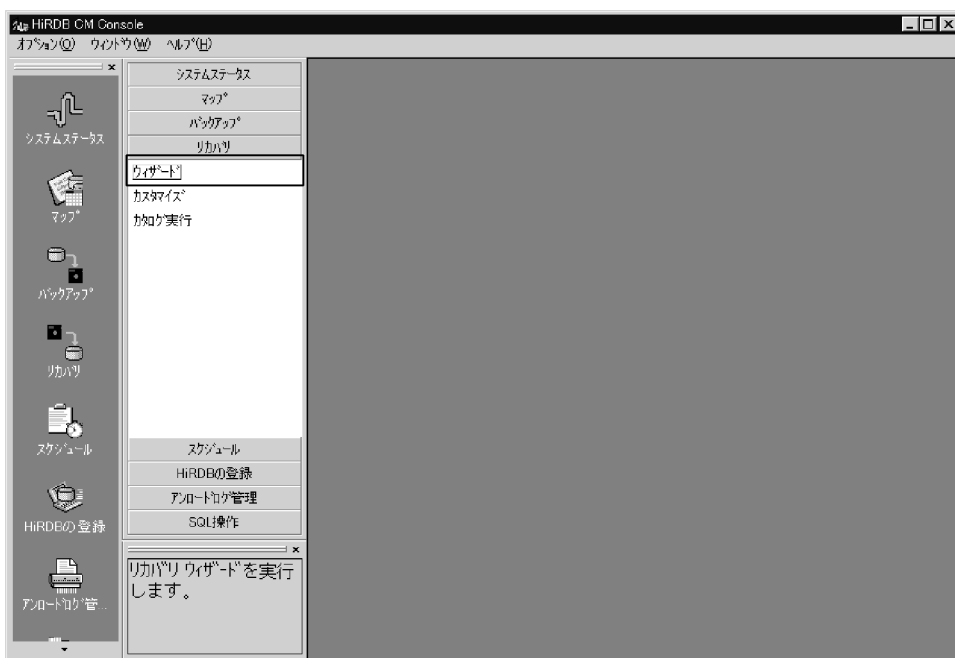 HiRDB CM Console
オプション(O) ウィンドウ(W) ヘルプ(H)
システムステータス
マップ
バックアップ
リカバリ
スケジュール
HiRDBの登録
アンロードログ管...
システムステータス
マップ
バックアップ
リカバリ
ウィザード
カスタマイズ
カタログ実行
スケジュール
HiRDBの登録
アンロードログ管理
SQL操作
リカバリ ウィザードを実行
します。